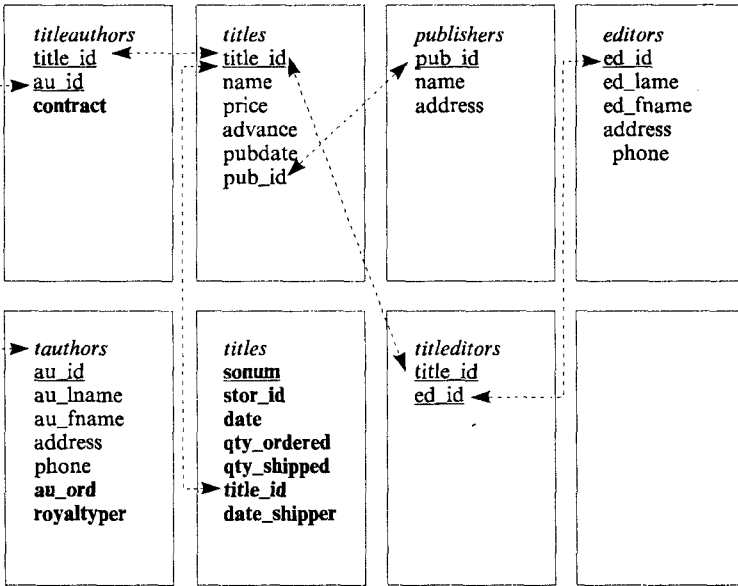 titleauthors
title_id
au_id
contract
titles
title_id
name
price
advance
pubdate
pub_id
publishers
pub_id
name
address
editors
ed_id
ed_lame
ed_fname
address
phone
tauthors
au_id
au_lname
au_fname
address
phone
au_ord
royaltyper
titles
sonum
stor_id
date
qty_ordered
qty_shipped
title_id
date_shipper
titleditors
title_id
ed_id